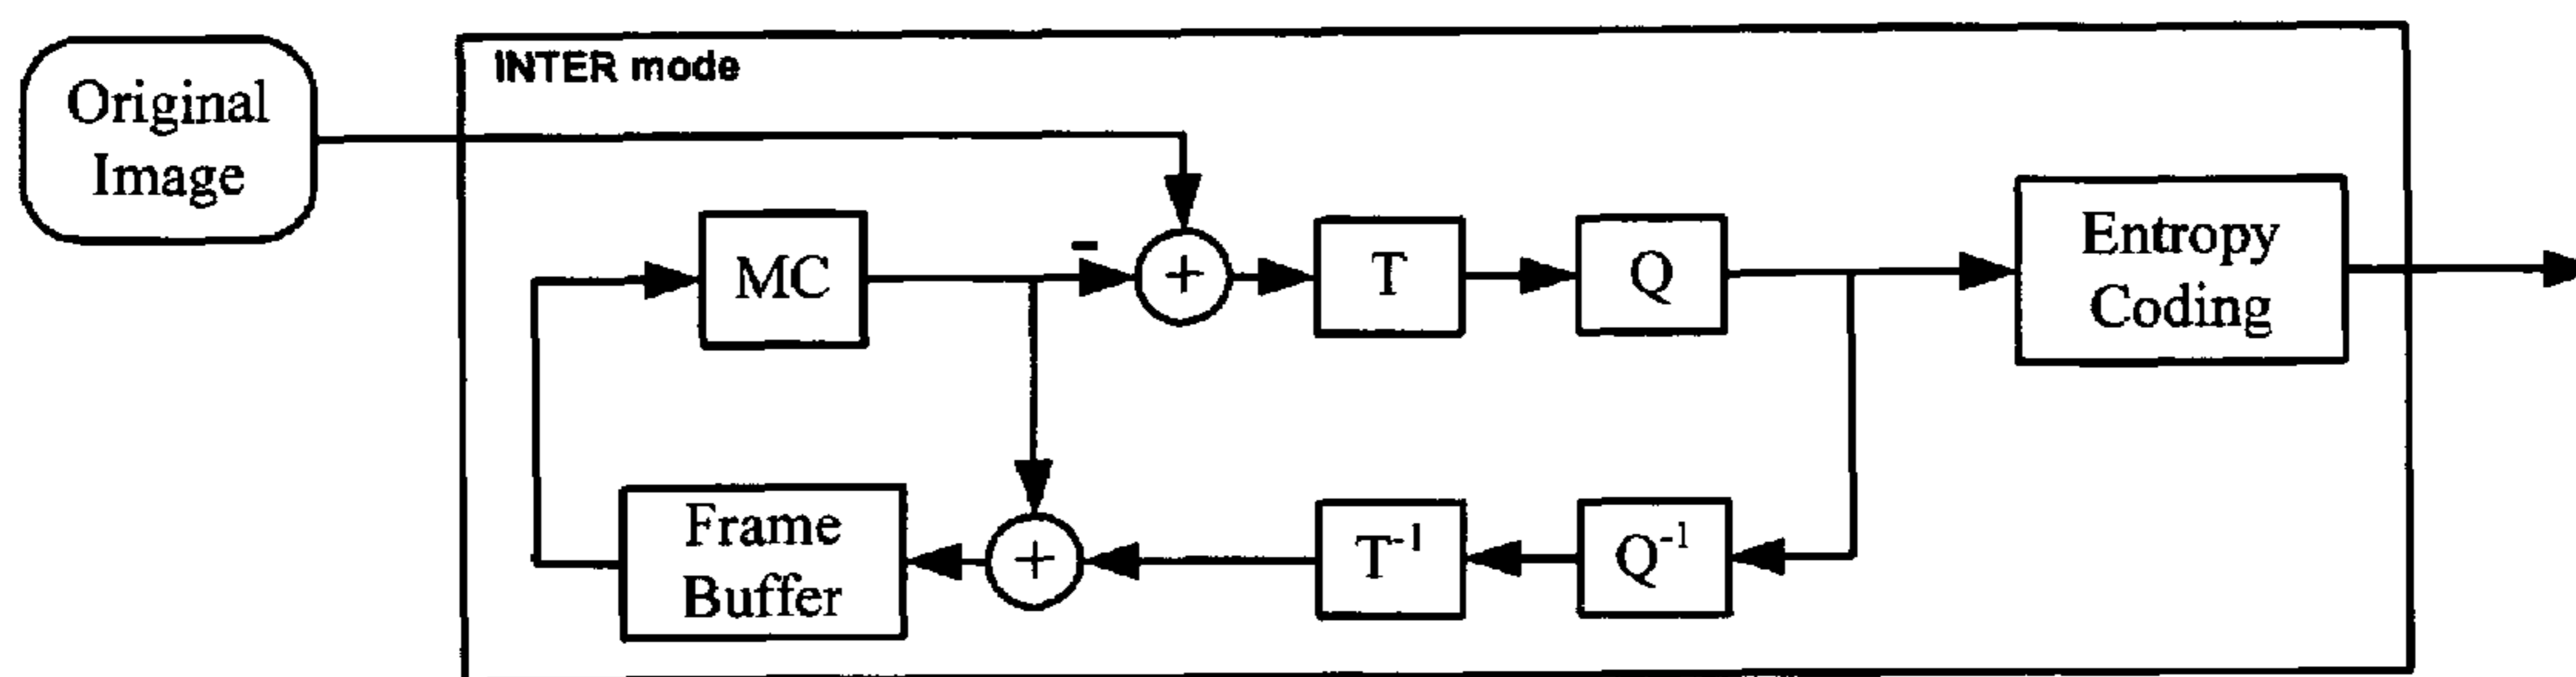 INTER mode
Original
Image
-
MC
+
T
Q
Entropy
Coding
Frame
Buffer
+
T-1
Q-1